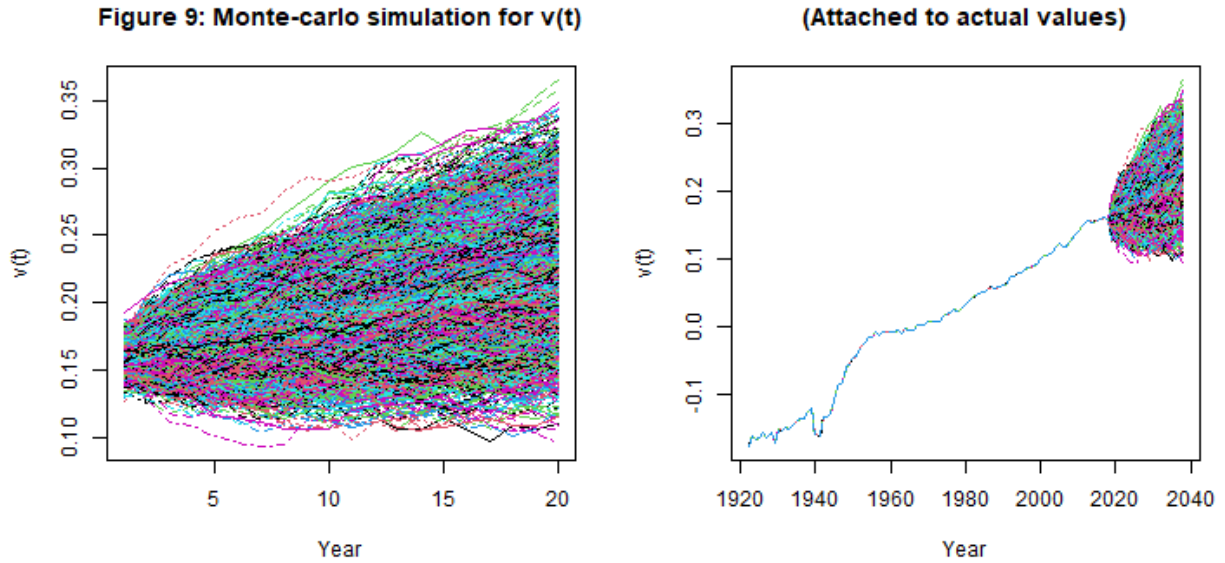 Figure 9: Monte-carlo simulation for v(t)
v(t)
0.35
0.30
0.25
0.20
0.15
0.10
5 10 15 20
Year
(Attached to actual values)
v(t)
0.3
0.2
0.1
0.0
-0.1
1920 1940 1960 1980 2000 2020 2040
Year